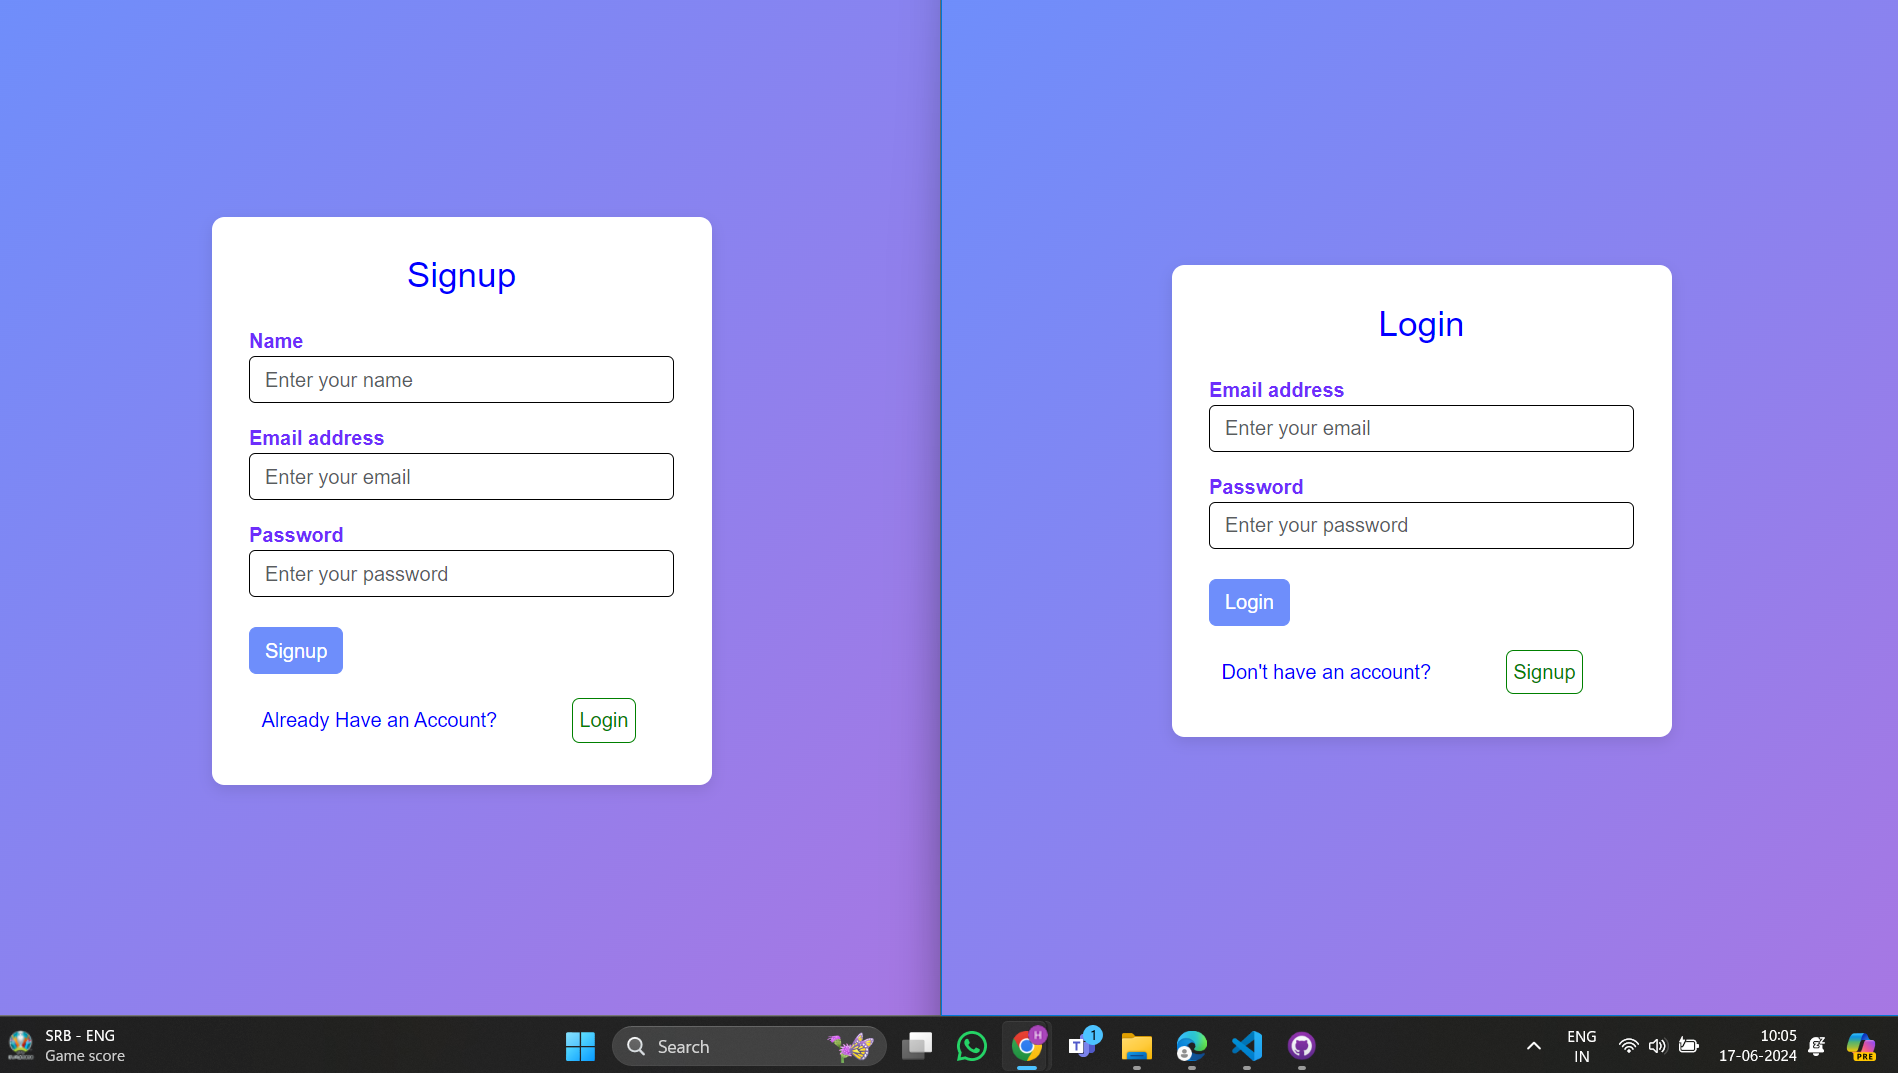 Signup
Name
Enter your name
Email address
Enter your email
Password
Enter your password
Signup
Already Have an Account? Login
Login
Email address
Enter your email
Password
Enter your password
Login
Don't have an account? Signup
SRB - ENG
Game score
Search
H
T
1
ENG
IN
10:05
17-06-2024
PRE